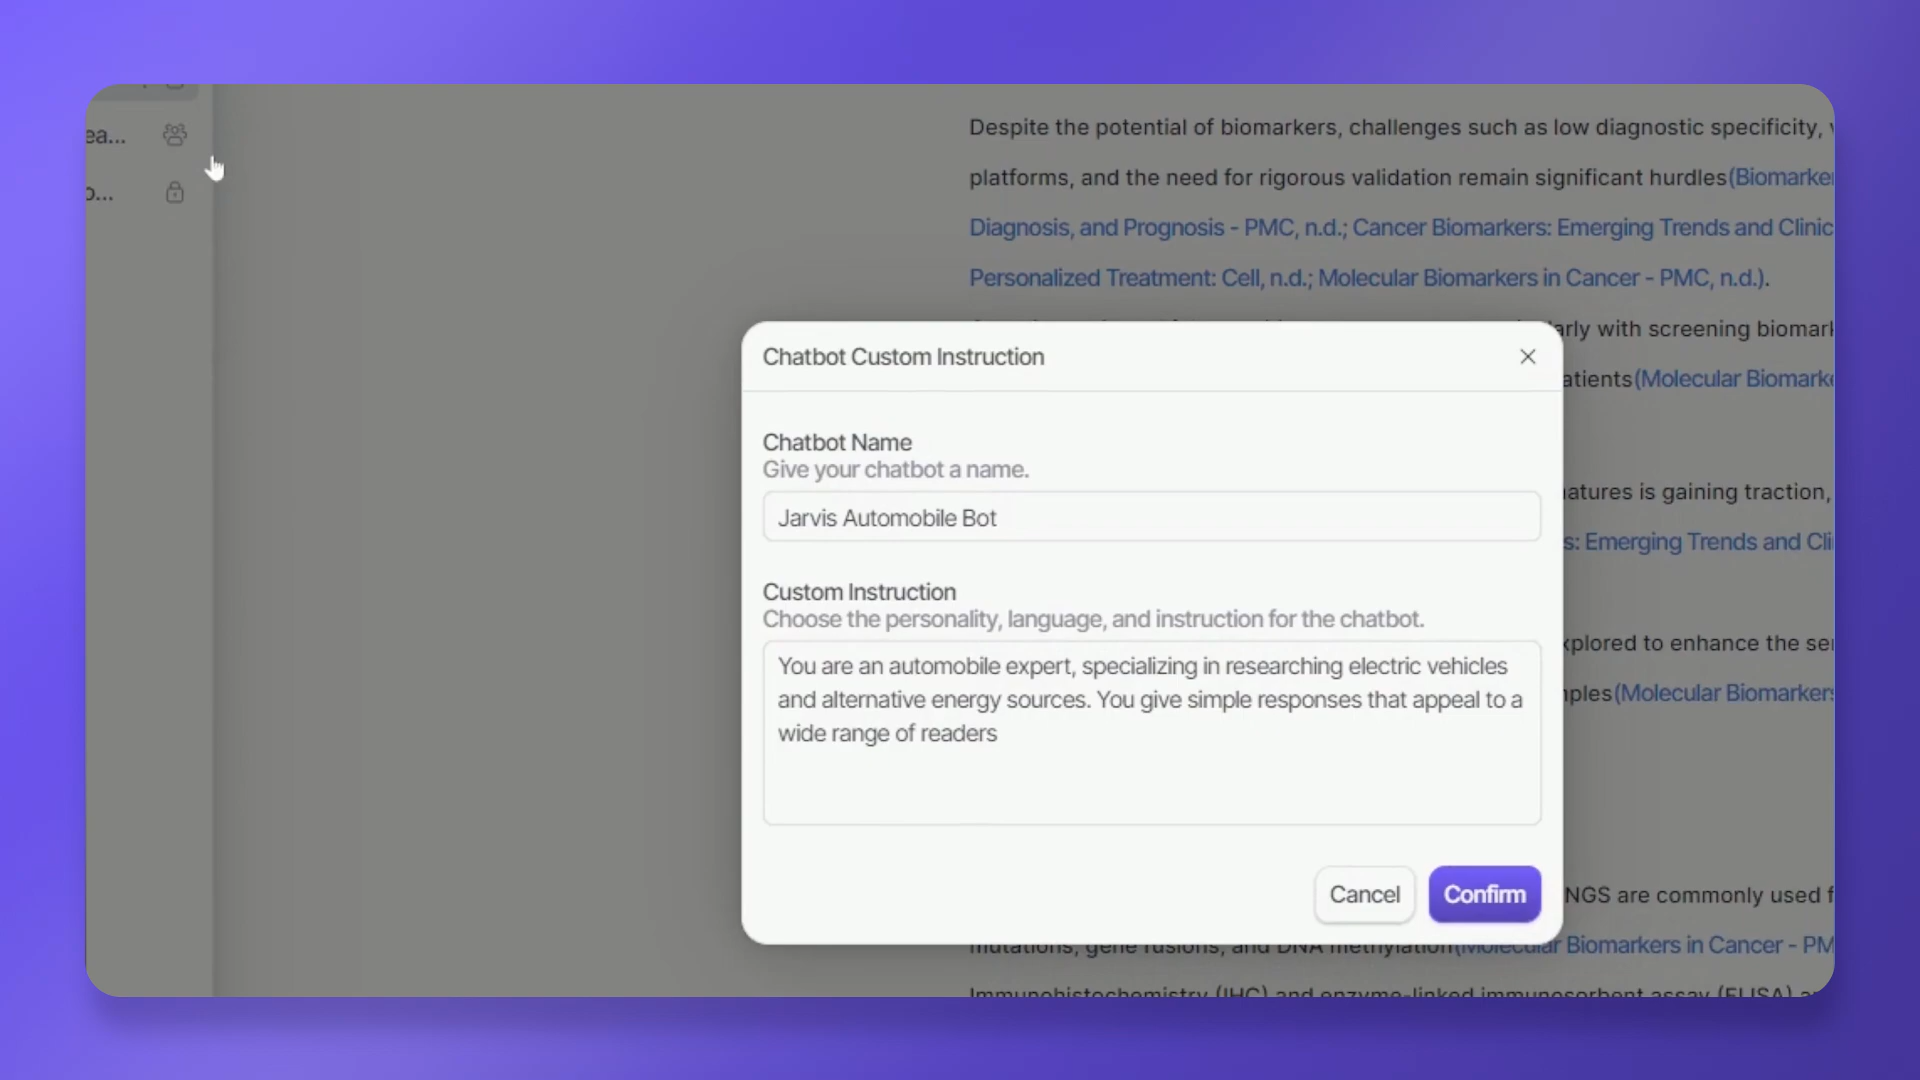 ea...
o...
Despite the potential of biomarkers, challenges such as low diagnostic specificity,
platforms, and the need for rigorous validation remain significant hurdles(Biomarker
Diagnosis, and Prognosis - PMC, n.d.; Cancer Biomarkers: Emerging Trends and Clinic
Personalized Treatment: Cell, n.d.; Molecular Biomarkers in Cancer - PMC, n.d.).
arly with screening biomark
atients(Molecular Biomarke
atures is gaining traction,
s: Emerging Trends and Cli
xplored to enhance the se
ples(Molecular Biomarkers
Chatbot Custom Instruction
Chatbot Name
Give your chatbot a name.
Jarvis Automobile Bot
Custom Instruction
Choose the personality, language, and instruction for the chatbot.
You are an automobile expert, specializing in researching electric vehicles
and alternative energy sources. You give simple responses that appeal to a
wide range of readers
Cancel
Confirm
NGS are commonly used f
mutations, gene fusions, and DNA methylation(Molecular Biomarkers in Cancer - PM
Immunohistochemistry (IHC) and enzyme-linked immunosorbent assay (ELISA)